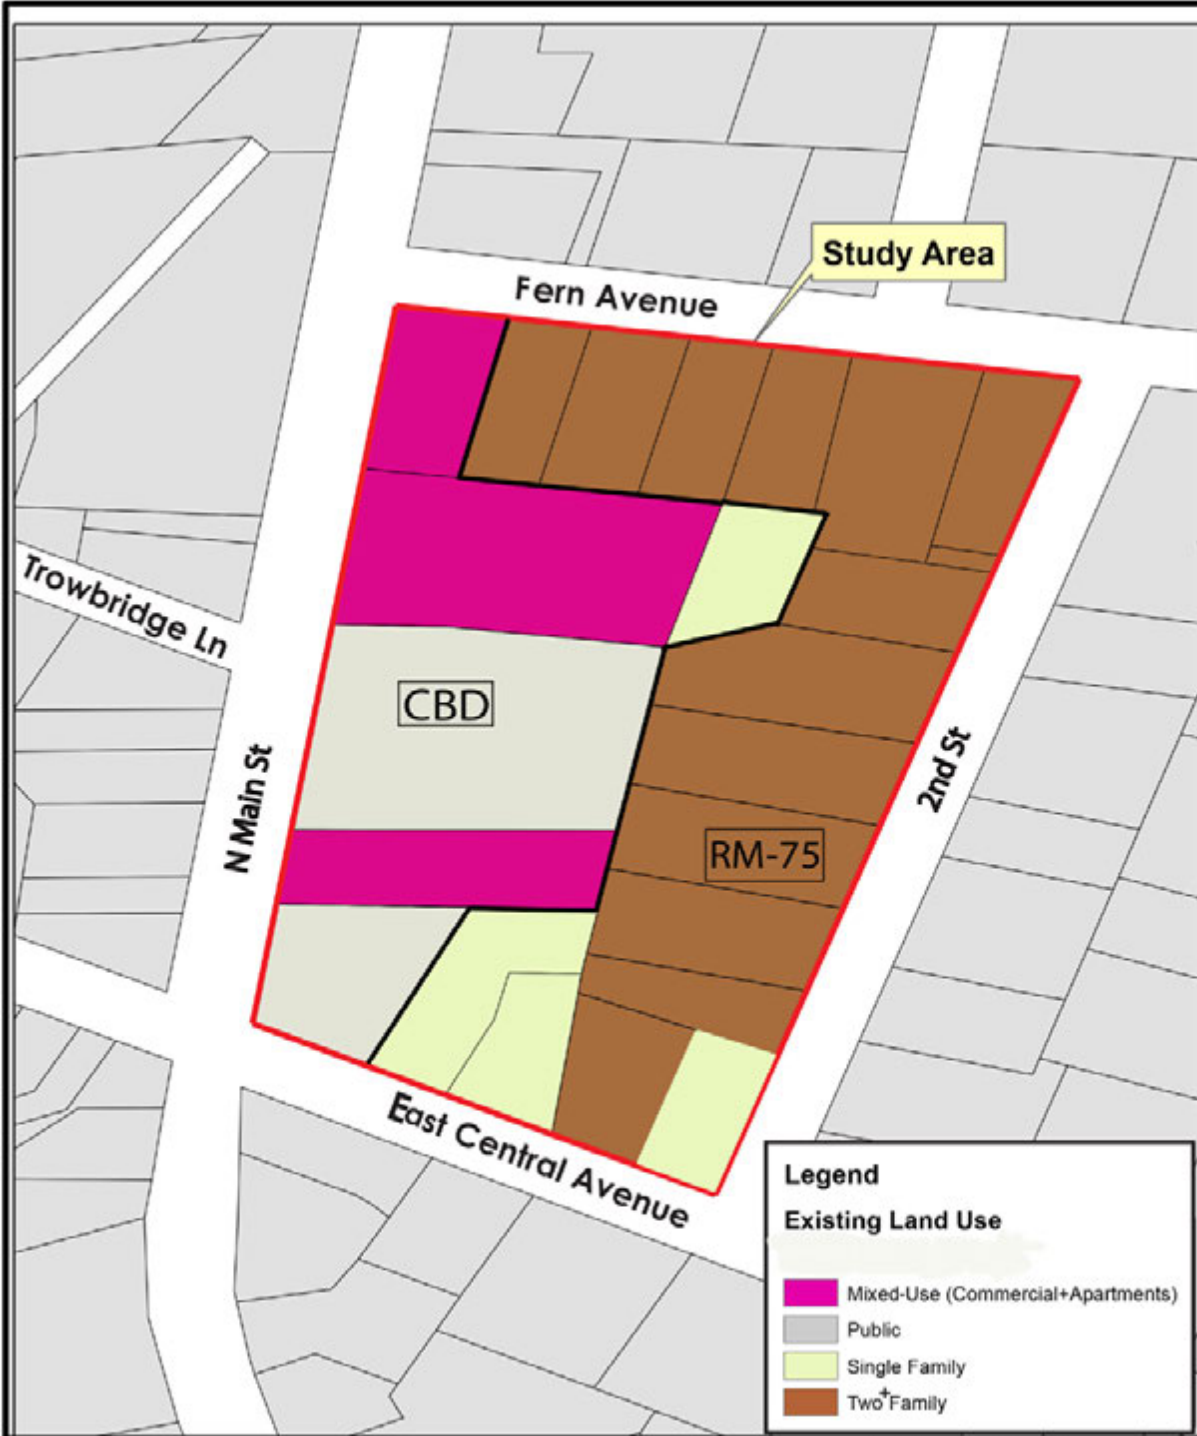 Study Area
Fern Avenue
Trowbridge Ln
CBD
2nd St
N Main St
RM-75
East Central Avenue
Legend
Existing Land Use
Mixed-Use (Commercial+Apartments)
Public
Single Family
Two+Family